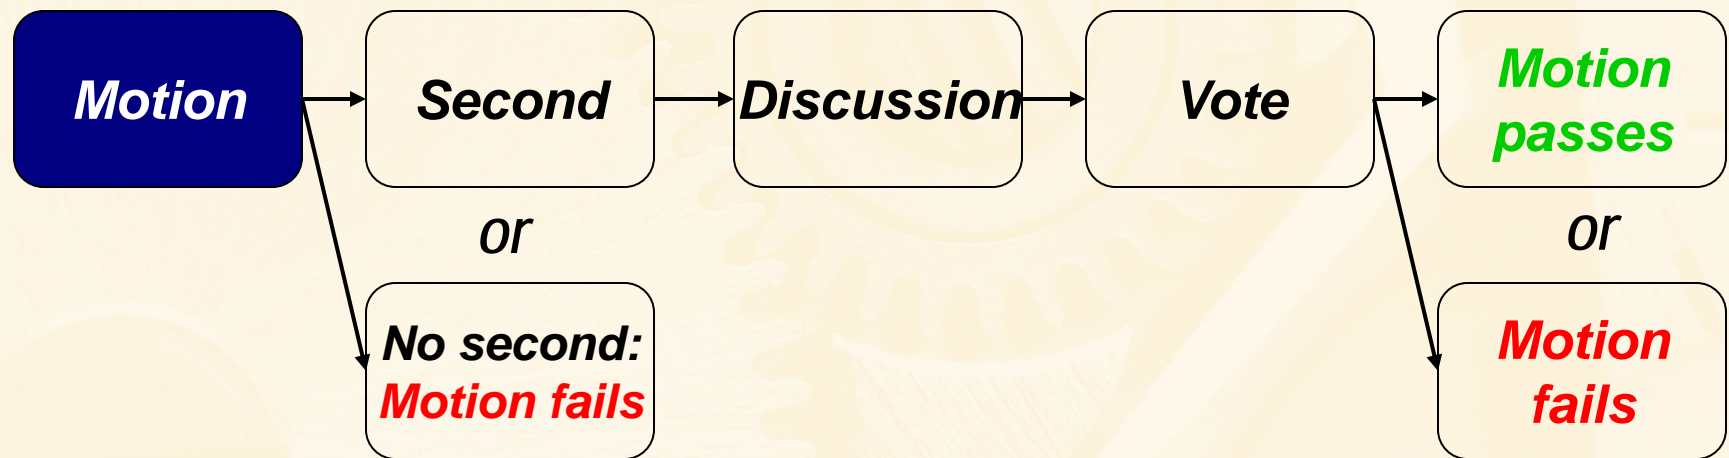 Motion
Second
Discussion
Vote
Motion
passes
or
or
No second:
Motion fails
Motion
fails